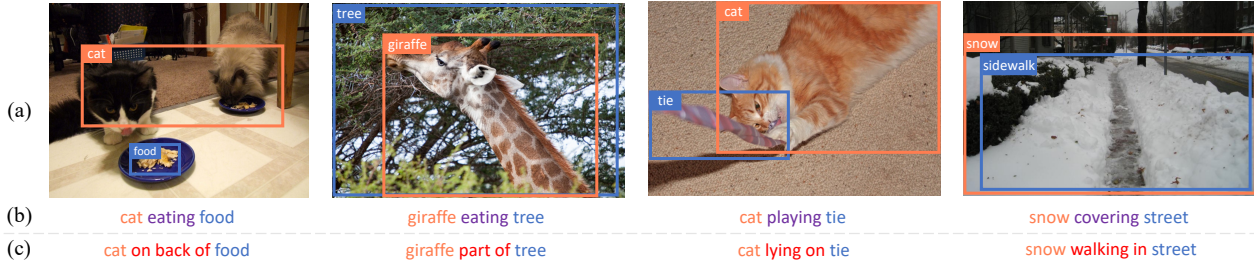 (a)
cat
food
tree
giraffe
cat
tie
snow
sidewalk
(b) cat eating food giraffe eating tree cat playing tie snow covering street
(c) cat on back of food giraffe part of tree cat lying on tie snow walking in street